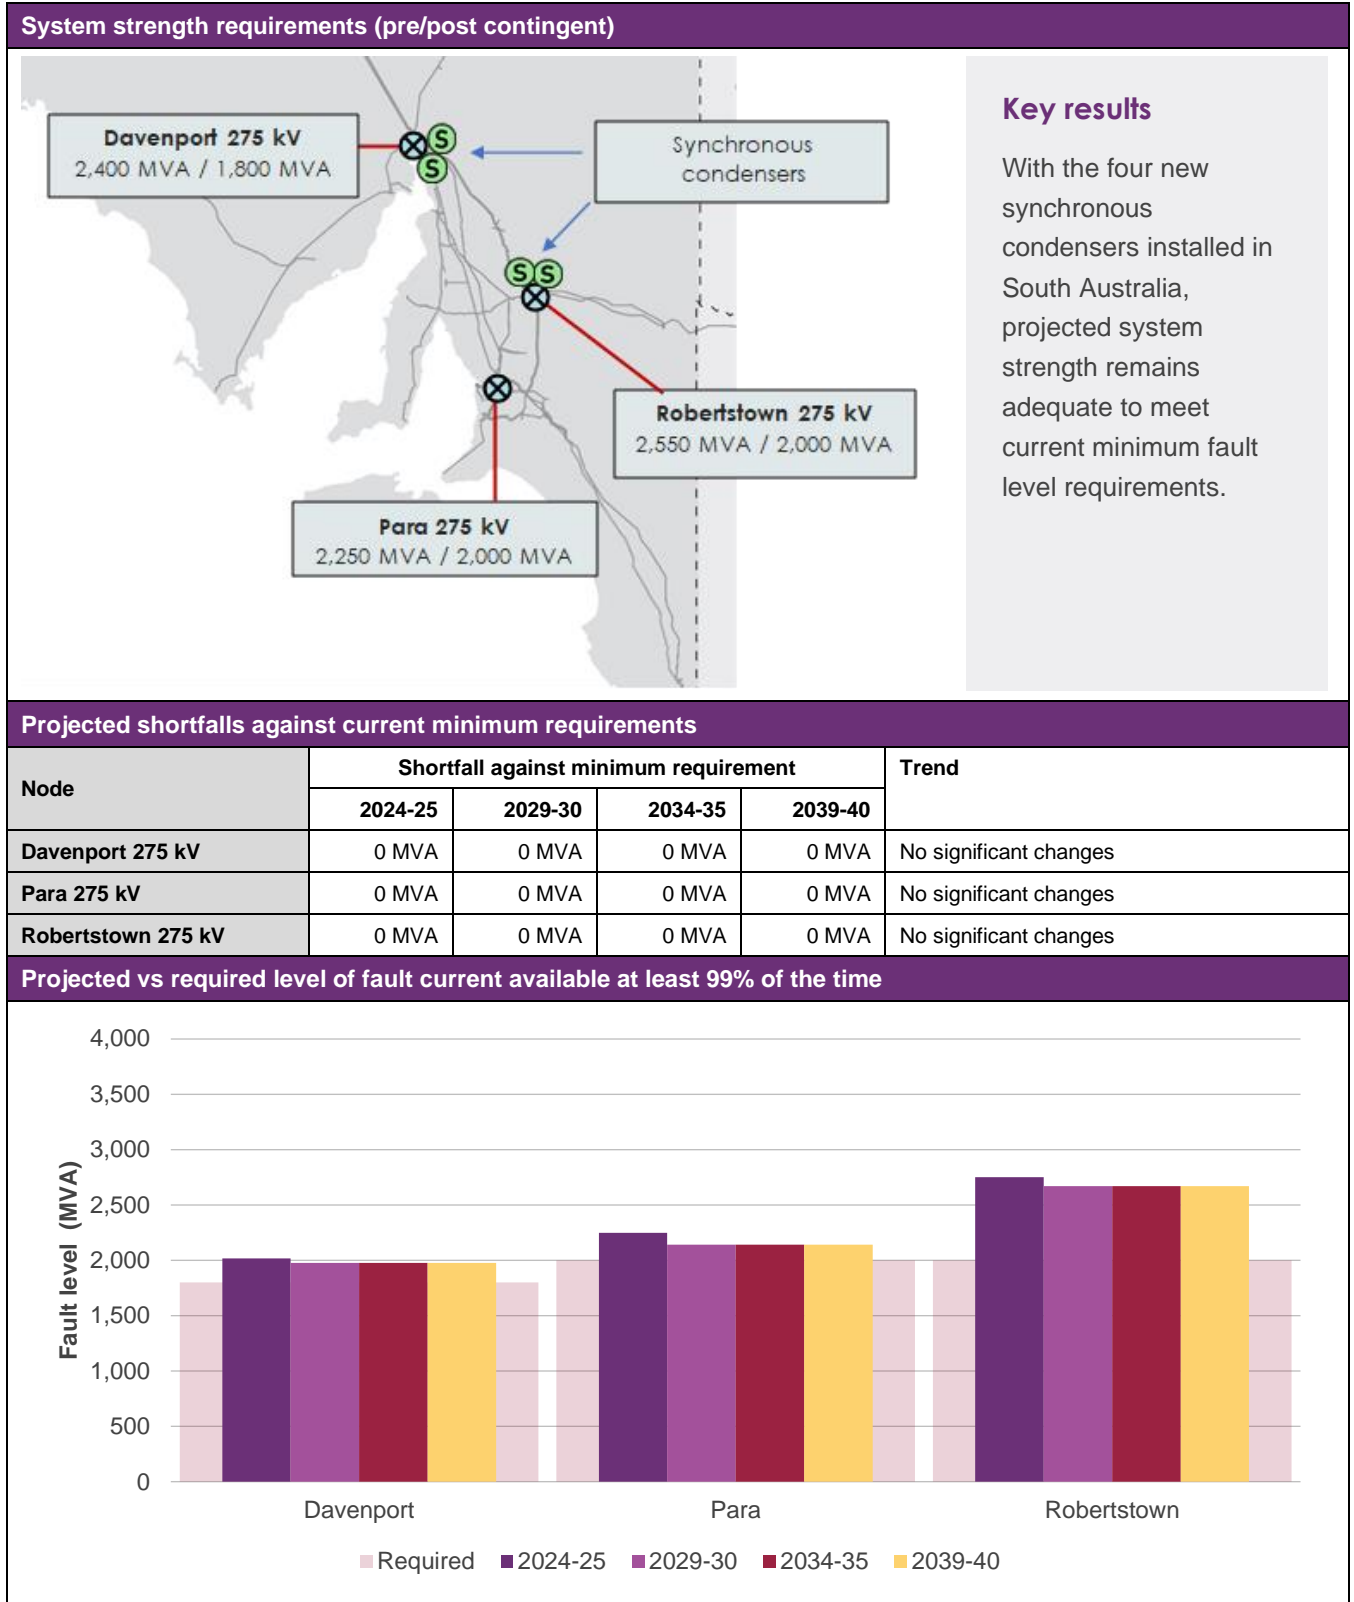 System strength requirements (pre/post contingent)
Davenport 275 kV
2,400 MVA / 1,800 MVA
S
S
Synchronous
condensers
S S
Robertstown 275 kV
2,550 MVA / 2,000 MVA
Para 275 kV
2,250 MVA / 2,000 MVA
Key results
With the four new
synchronous
condensers installed in
South Australia,
projected system
strength remains
adequate to meet
current minimum fault
level requirements.
Projected shortfalls against current minimum requirements
Node Shortfall against minimum requirement Trend
2024-25 2029-30 2034-35 2039-40
Davenport 275 kV 0 MVA 0 MVA 0 MVA 0 MVA No significant changes
Para 275 kV 0 MVA 0 MVA 0 MVA 0 MVA No significant changes
Robertstown 275 kV 0 MVA 0 MVA 0 MVA 0 MVA No significant changes
Projected vs required level of fault current available at least 99% of the time
Fault level (MVA)
4,000
3,500
3,000
2,500
2,000
1,500
1,000
500
0
Davenport Para Robertstown
Required 2024-25 2029-30 2034-35 2039-40